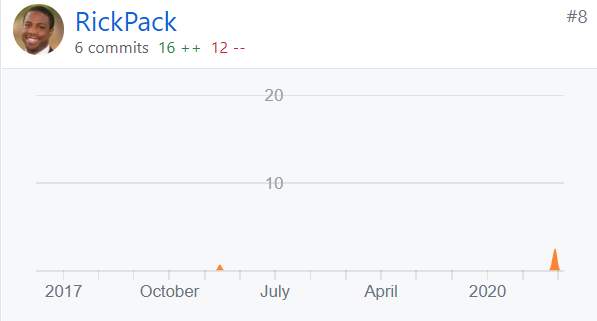 RickPack
#8
6 commits 16 ++ 12 --
20
10
2017 October July April 2020